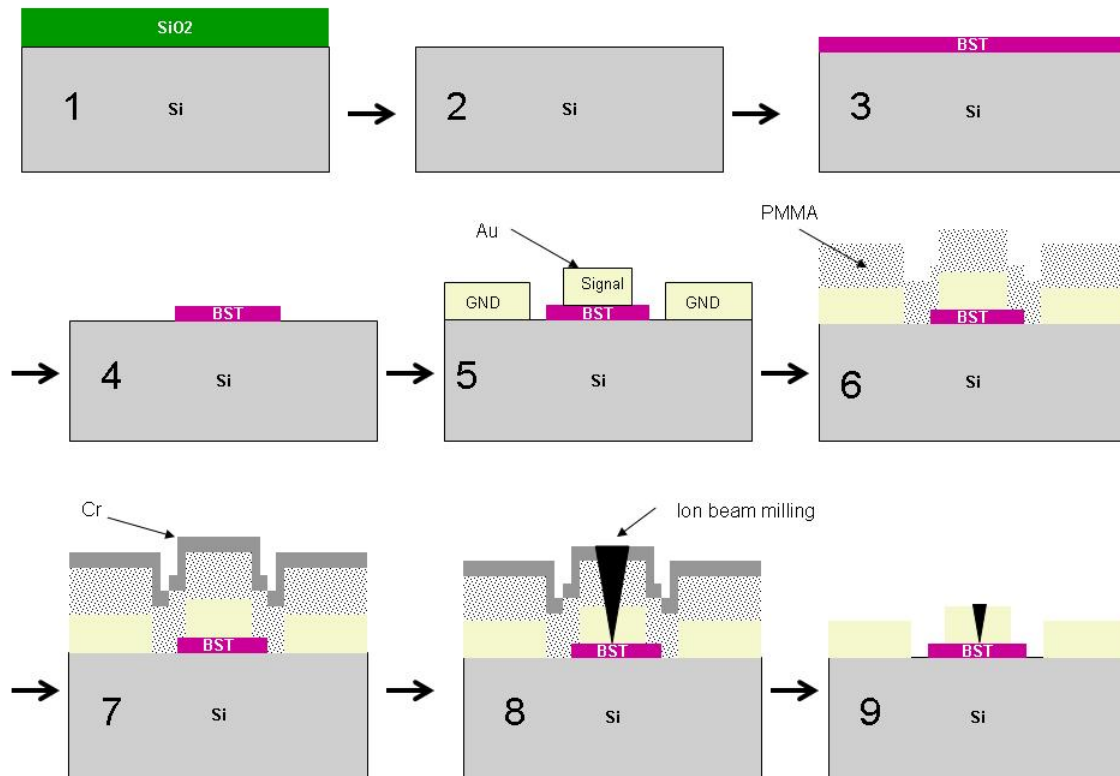 SiO2
1
Si
2
Si
BST
3
Si
BST
4
Si
Au
GND
Signal
GND
BST
5
Si
PMMA
BST
6
Si
Cr
BST
7
Si
Ion beam milling
BST
8
Si
BST
9
Si